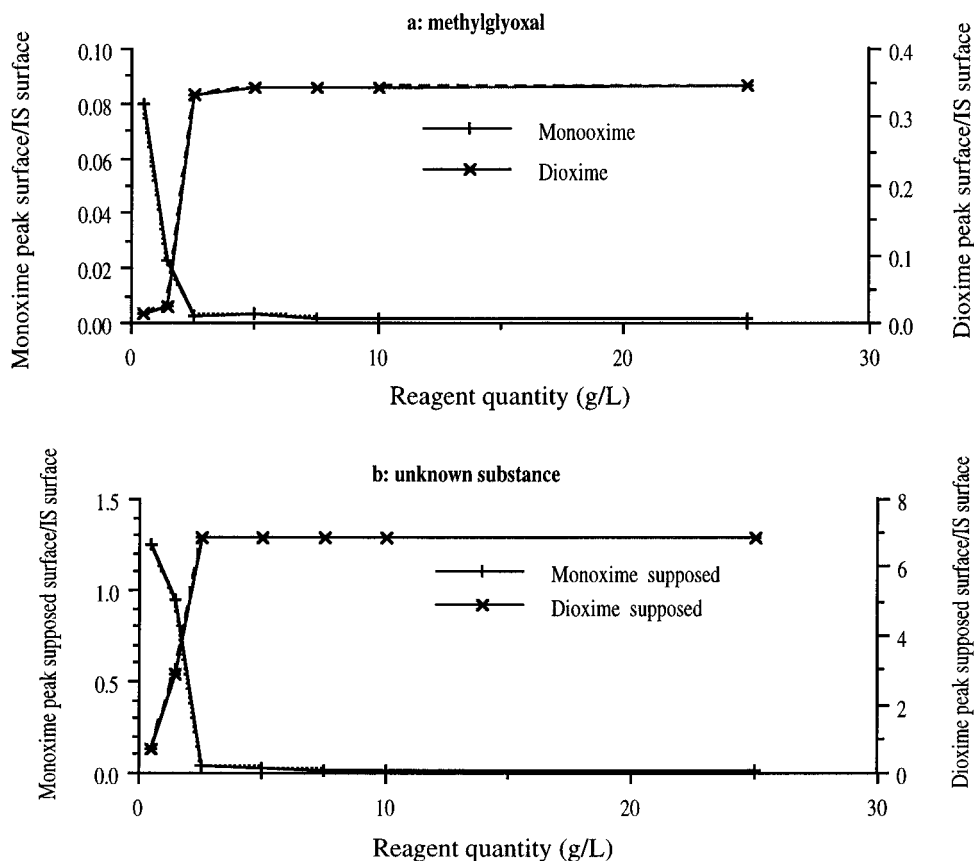 a: methylglyoxal
Monoxime peak surface/IS surface
0.10
0.08
0.06
0.04
0.02
0.00
Monooxime
Dioxime
0.4
0.3
0.2
0.1
0.0
Dioxime peak surface/IS surface
0
10
20
30
Reagent quantity (g/L)
b: unknown substance
Monoxime peak supposed surface/IS surface
1.5
1.0
0.5
0.0
Monoxime supposed
Dioxime supposed
8
6
4
2
0
Dioxime peak supposed surface/IS surface
0
10
20
30
Reagent quantity (g/L)